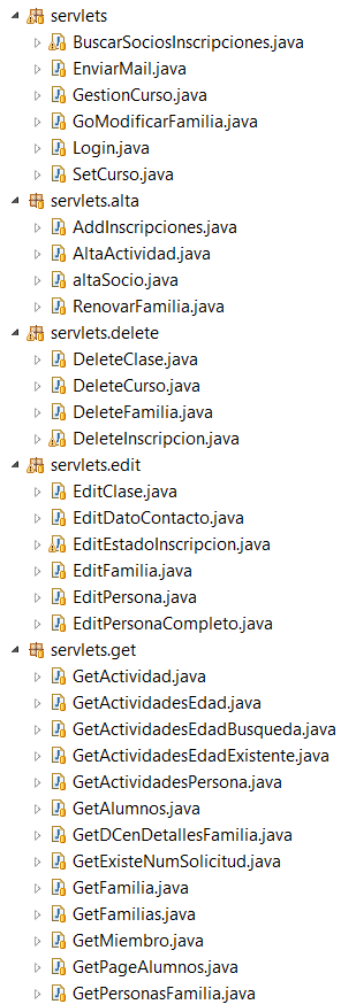 servlets
BuscarSociosInscripciones.java
EnviarMail.java
GestionCurso.java
GoModificarFamilia.java
Login.java
SetCurso.java
servlets.alta
AddInscripciones.java
AltaActividad.java
altaSocio.java
RenovarFamilia.java
servlets.delete
DeleteClase.java
DeleteCurso.java
DeleteFamilia.java
DeleteInscripcion.java
servlets.edit
EditClase.java
EditDatoContacto.java
EditEstadoInscripcion.java
EditFamilia.java
EditPersona.java
EditPersonaCompleto.java
servlets.get
GetActividad.java
GetActividadesEdad.java
GetActividadesEdadBusqueda.java
GetActividadesEdadExistente.java
GetActividadesPersona.java
GetAlumnos.java
GetDCenDetallesFamilia.java
GetExisteNumSolicitud.java
GetFamilia.java
GetFamilias.java
GetMiembro.java
GetPageAlumnos.java
GetPersonasFamilia.java